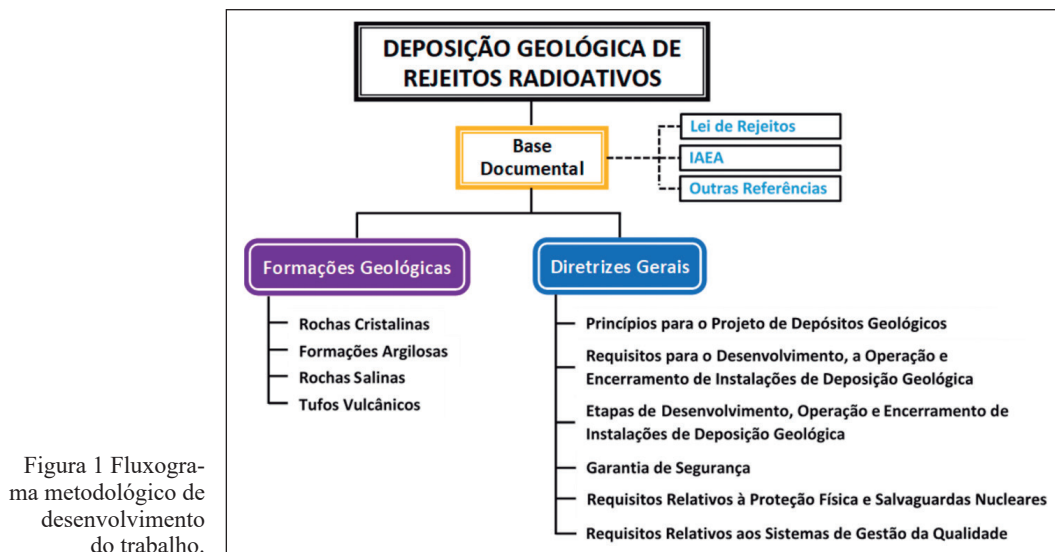 DEPOSIÇÃO GEOLÓGICA DE
REJEITOS RADIOATIVOS
Base
Documental
Lei de Rejeitos
IAEA
Outras Referências
Formações Geológicas
Rochas Cristalinas
Formações Argilosas
Rochas Salinas
Tufos Vulcânicos
Diretrizes Gerais
Princípios para o Projeto de Depósitos Geológicos
Requisitos para o Desenvolvimento, a Operação e
Encerramento de Instalações de Deposição Geológica
Etapas de Desenvolvimento, Operação e Encerramento de
Instalações de Deposição Geológica
Garantia de Segurança
Requisitos Relativos à Proteção Física e Salvaguardas Nucleares
Requisitos Relativos aos Sistemas de Gestão da Qualidade
Figura 1 Fluxogra-
ma metodológico de
desenvolvimento
do trabalho.